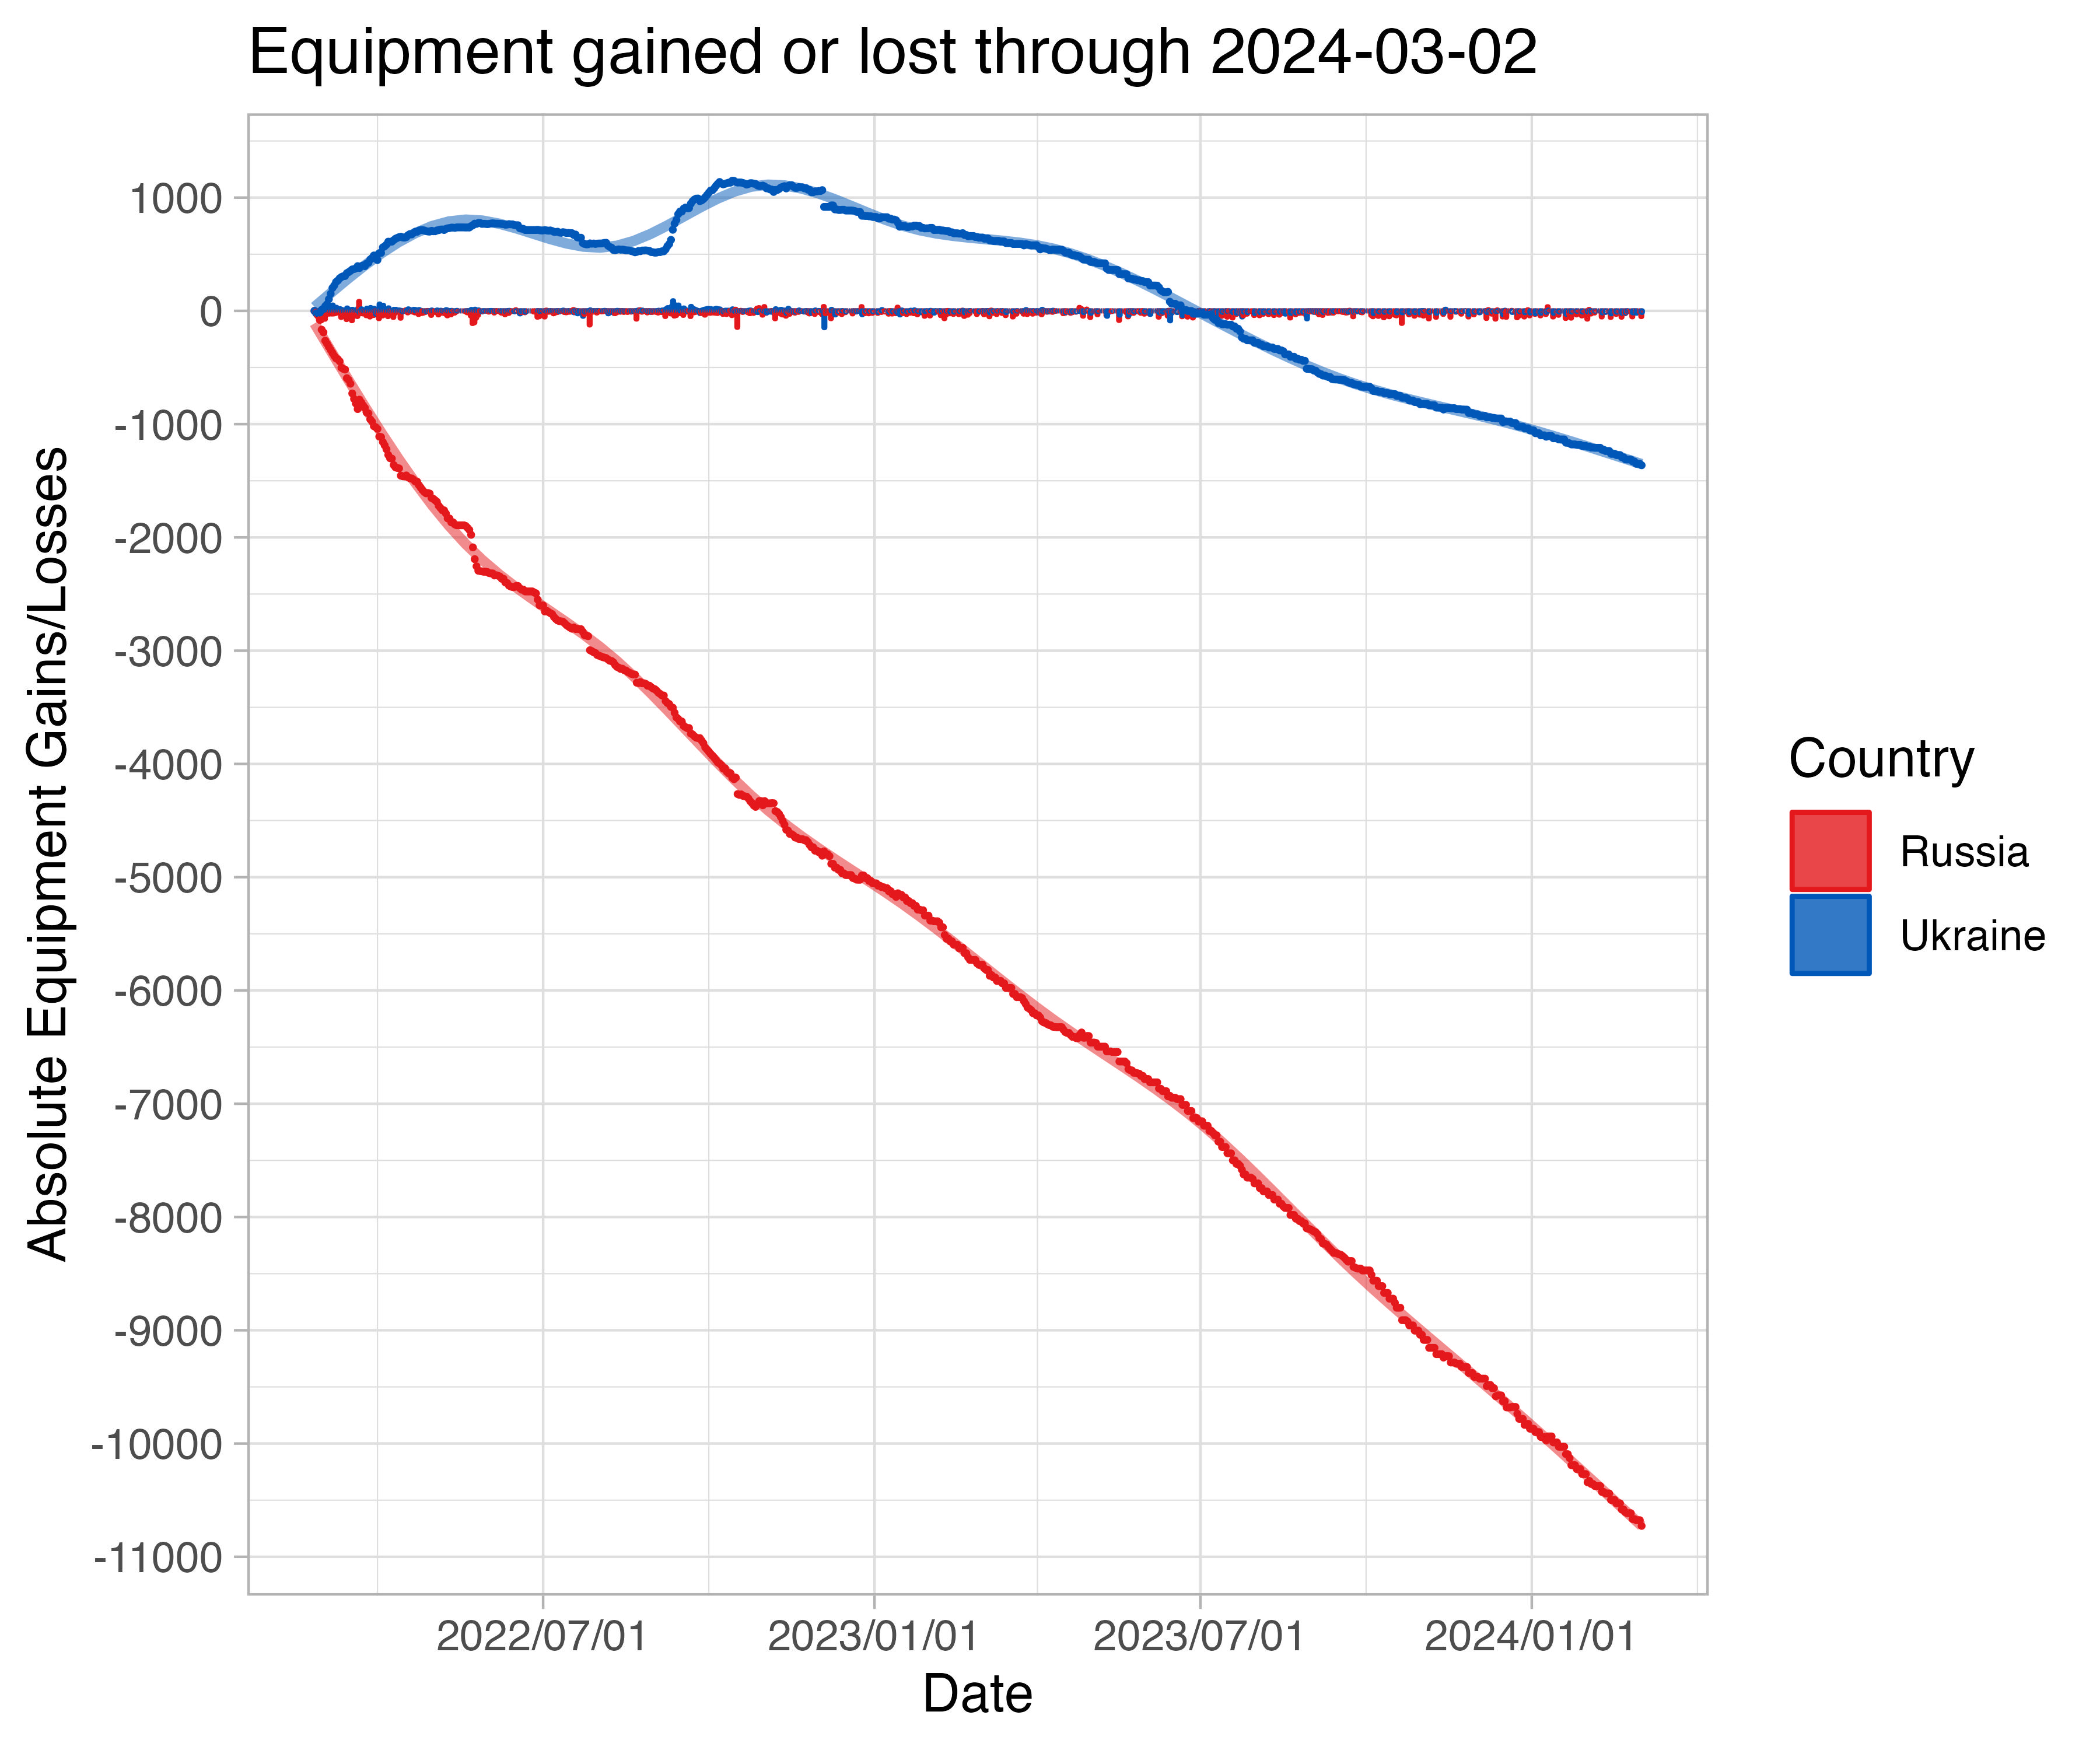 Equipment gained or lost through 2024-03-02
Absolute Equipment Gains/Losses
1000
0
-1000
-2000
-3000
-4000
-5000
-6000
-7000
-8000
-9000
-10000
-11000
2022/07/01
2023/01/01
2023/07/01
2024/01/01
Date
Country
Russia
Ukraine